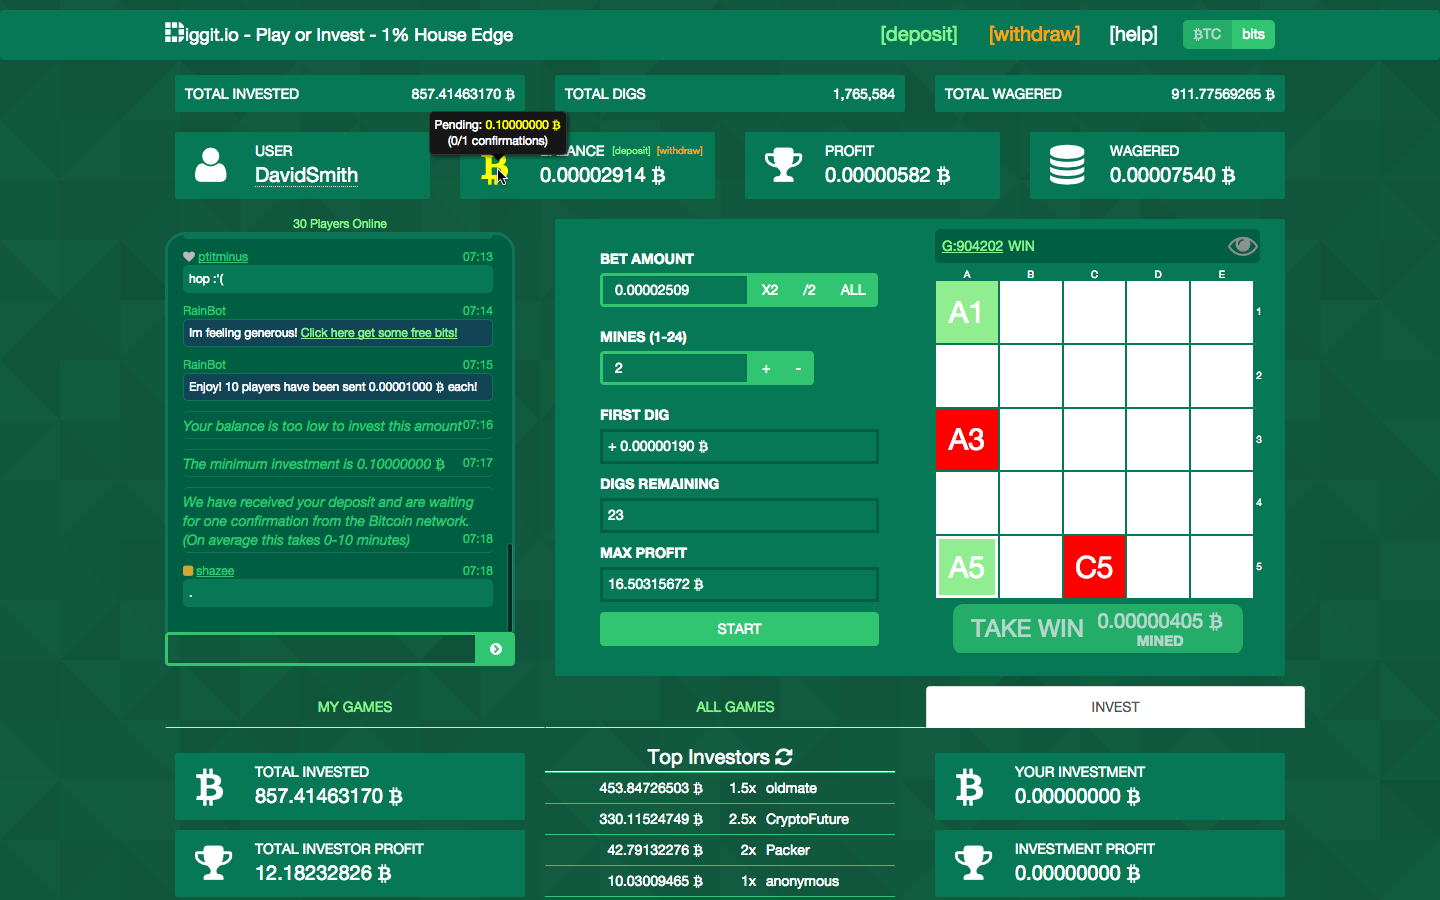 Diggit.io - Play or Invest - 1% House Edge
[deposit] [withdraw] [help] ₿TC bits
TOTAL INVESTED 857.41463170 ₿
TOTAL DIGS 1,765,584
TOTAL WAGERED 911.77569265 ₿
Pending: 0.10000000 ₿
(0/1 confirmations)
USER
DavidSmith
BALANCE [deposit] [withdraw]
0.00002914 ₿
PROFIT
0.00000582 ₿
WAGERED
0.00007540 ₿
30 Players Online
ptitminus 07:13
hop :'(
RainBot 07:14
Im feeling generous! Click here get some free bits!
RainBot 07:15
Enjoy! 10 players have been sent 0.00001000 ₿ each!
Your balance is too low to invest this amount 07:16
The minimum investment is 0.10000000 ₿ 07:17
We have received your deposit and are waiting
for one confirmation from the Bitcoin network.
(On average this takes 0-10 minutes) 07:18
shazee 07:18
.
BET AMOUNT
0.00002509 X2 /2 ALL
MINES (1-24)
2 + -
FIRST DIG
+ 0.00000190 ₿
DIGS REMAINING
23
MAX PROFIT
16.50315672 ₿
START
G:904202 WIN
A B C D E
A1 1
2
A3 3
4
A5 C5 5
TAKE WIN 0.00000405 ₿
MINED
MY GAMES ALL GAMES INVEST
TOTAL INVESTED
857.41463170 ₿
TOTAL INVESTOR PROFIT
12.18232826 ₿
Top Investors
453.84726503 ₿ 1.5x oldmate
330.11524749 ₿ 2.5x CryptoFuture
42.79132276 ₿ 2x Packer
10.03009465 ₿ 1x anonymous
YOUR INVESTMENT
0.00000000 ₿
INVESTMENT PROFIT
0.00000000 ₿